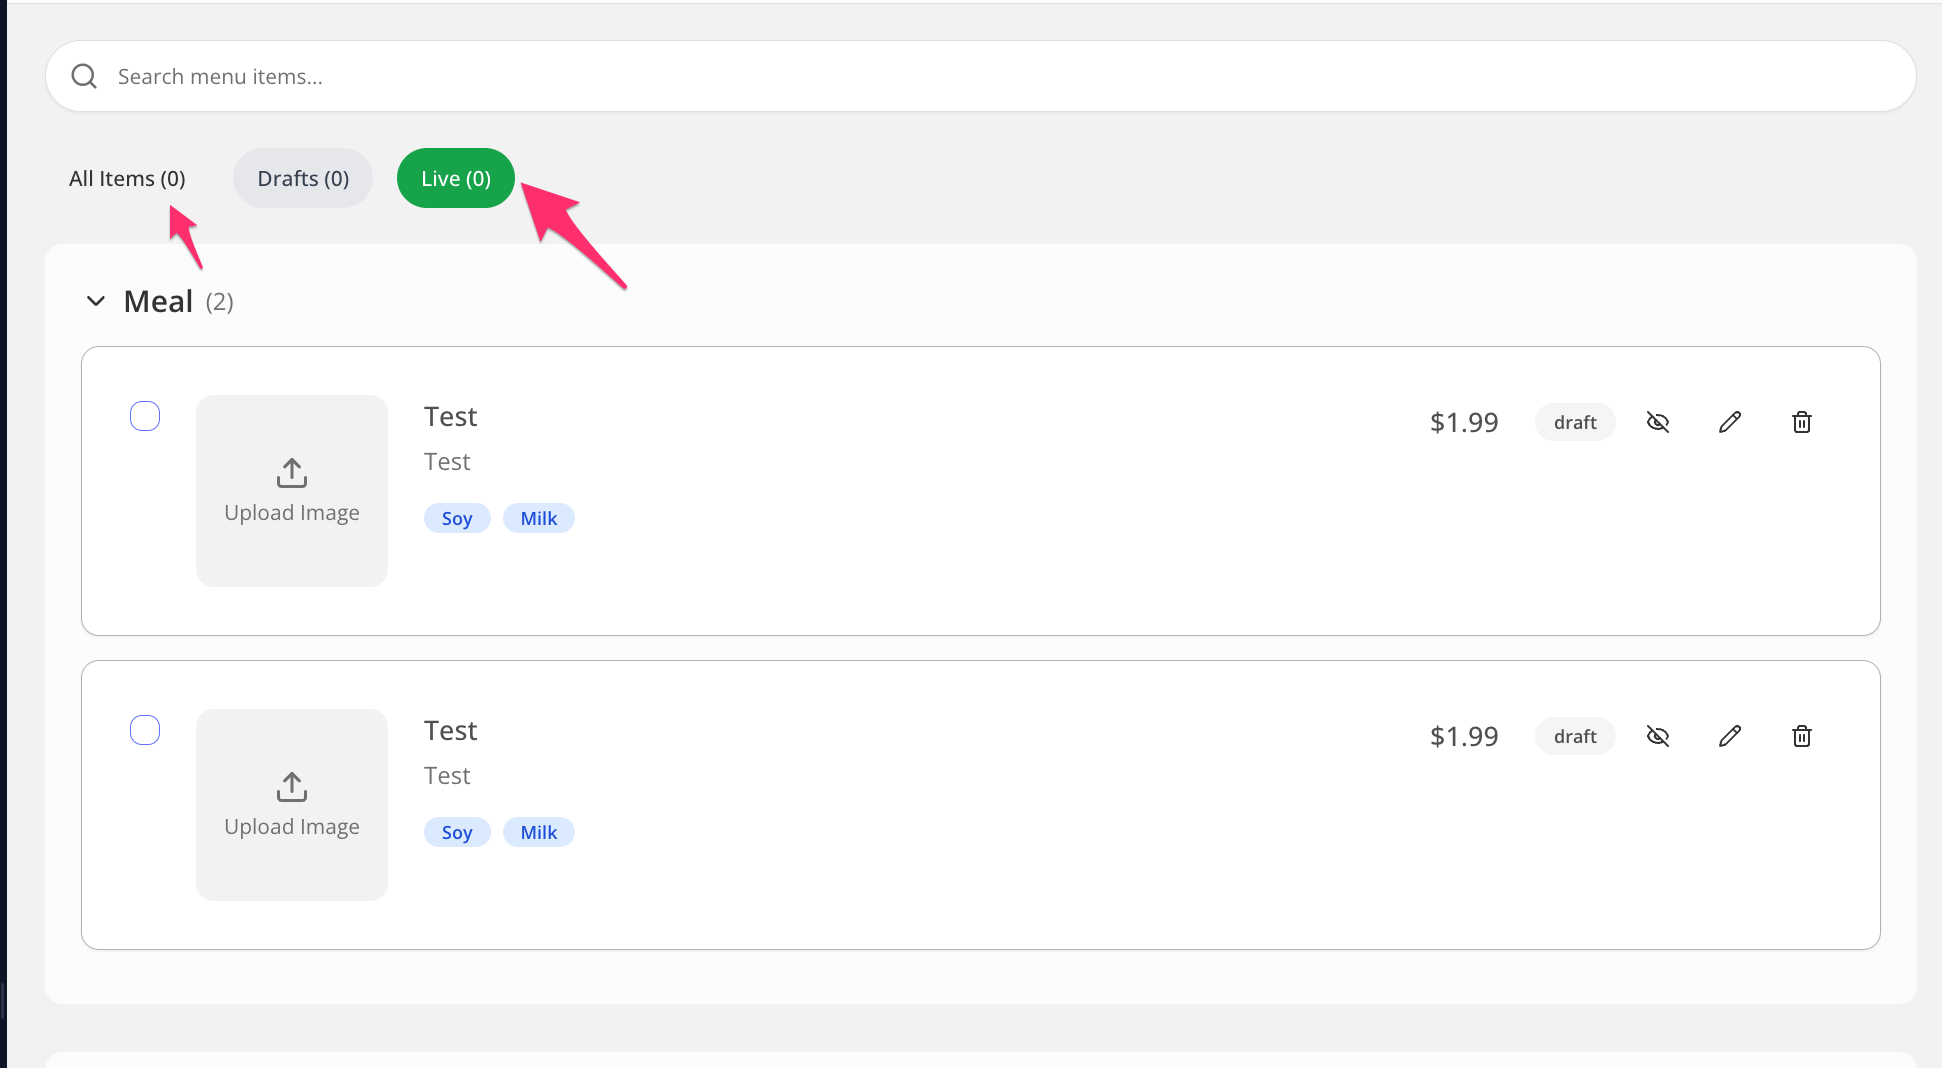 Search menu items...
All Items (0) Drafts (0) Live (0)
Meal (2)
Test $1.99 draft
Test
Upload Image
Soy Milk
Test $1.99 draft
Test
Upload Image
Soy Milk